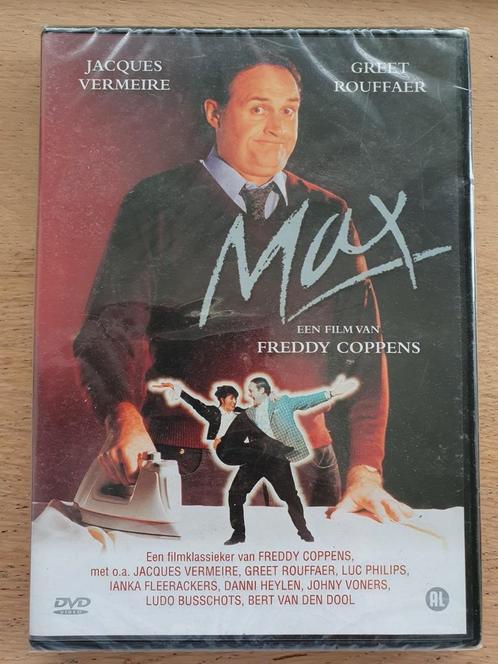 JACQUES
VERMEIRE
GREET
ROUFFAER
Max
EEN FILM VAN
FREDDY COPPENS
Een filmklassieker van FREDDY COPPENS,
met o.a. JACQUES VERMEIRE, GREET ROUFFAER, LUC PHILIPS,
IANKA FLEERACKERS, DANNI HEYLEN, JOHNY VONERS,
LUDO BUSSCHOTS, BERT VAN DEN DOOL
DVD
VIDEO
AL